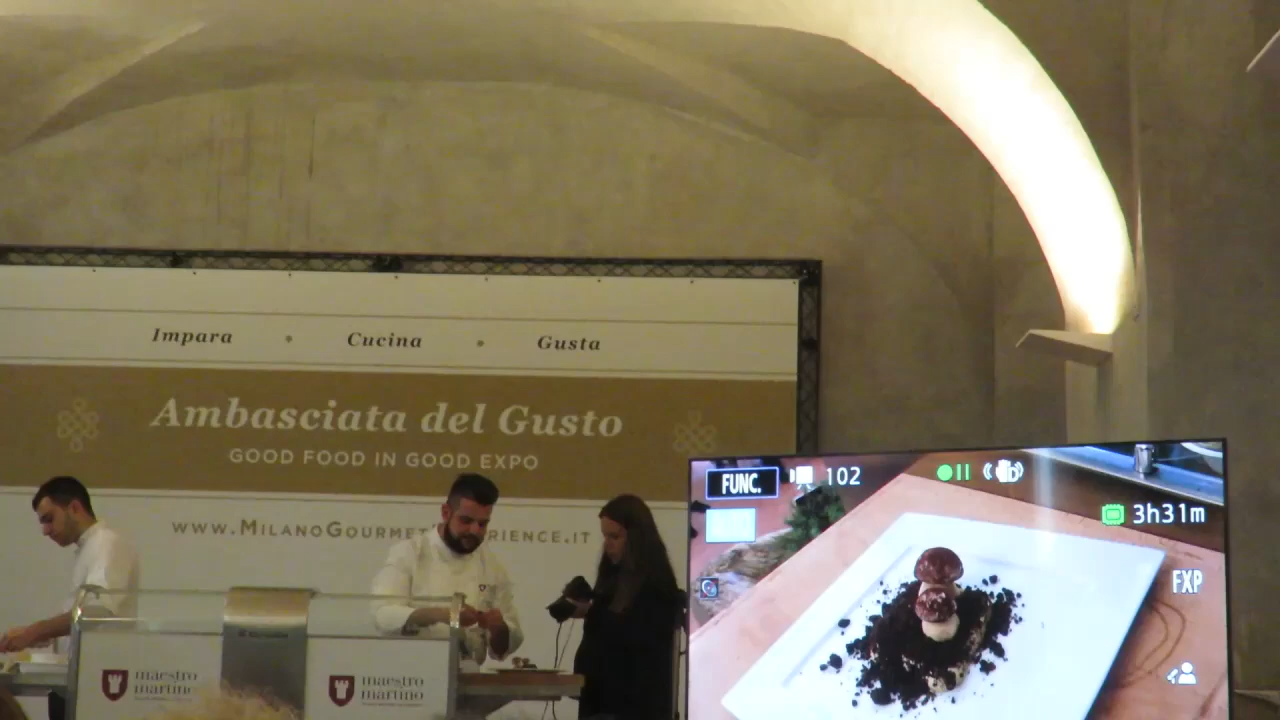 Impara • Cucina • Gusta
Ambasciata del Gusto
GOOD FOOD IN GOOD EXPO
www.MilanoGourmet
rience.it
FUNC. 102
3h31m
FXP
maestro
martino
maestro
martino